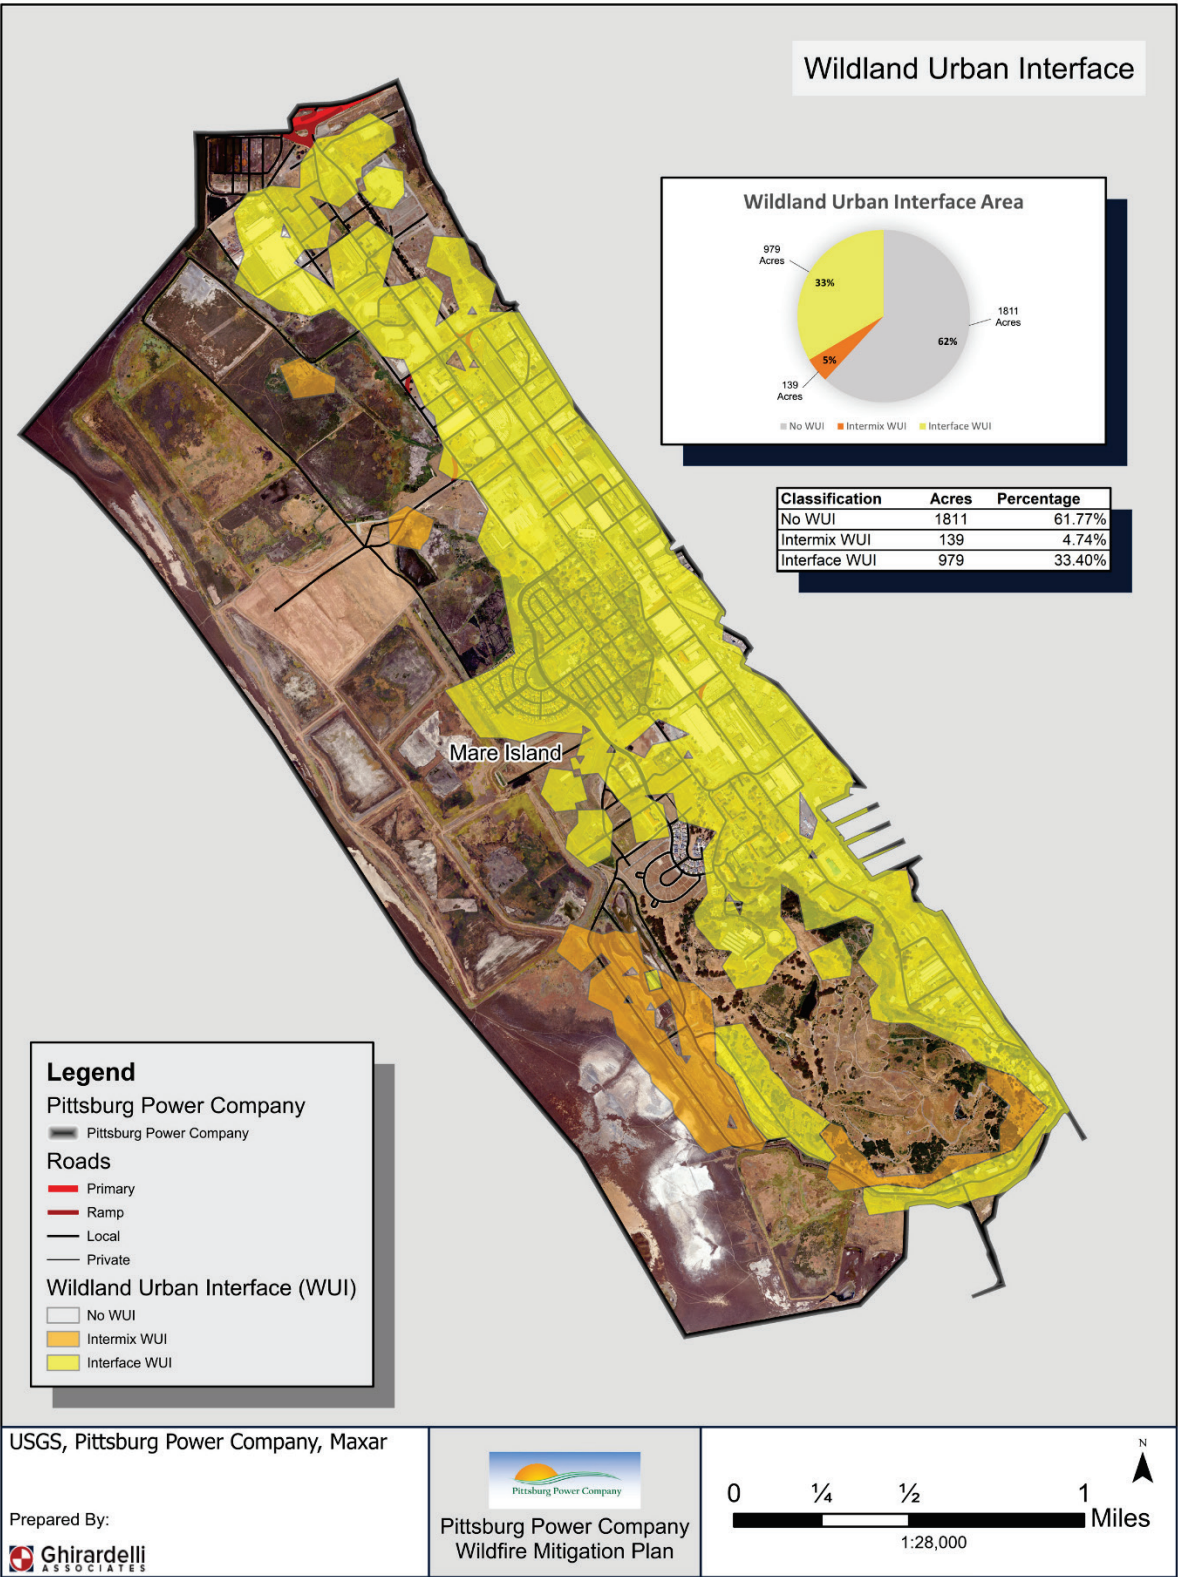 Wildland Urban Interface
Wildland Urban Interface Area
979
Acres
33%
1811
Acres
62%
5%
139
Acres
No WUI Intermix WUI Interface WUI
Classification Acres Percentage
No WUI 1811 61.77%
Intermix WUI 139 4.74%
Interface WUI 979 33.40%
Mare Island
Legend
Pittsburg Power Company
Pittsburg Power Company
Roads
Primary
Ramp
Local
Private
Wildland Urban Interface (WUI)
No WUI
Intermix WUI
Interface WUI
USGS, Pittsburg Power Company, Maxar
Prepared By:
Ghirardelli
ASSOCIATES
Pittsburg Power Company
Pittsburg Power Company
Wildfire Mitigation Plan
N
0 ¼ ½ 1
Miles
1:28,000